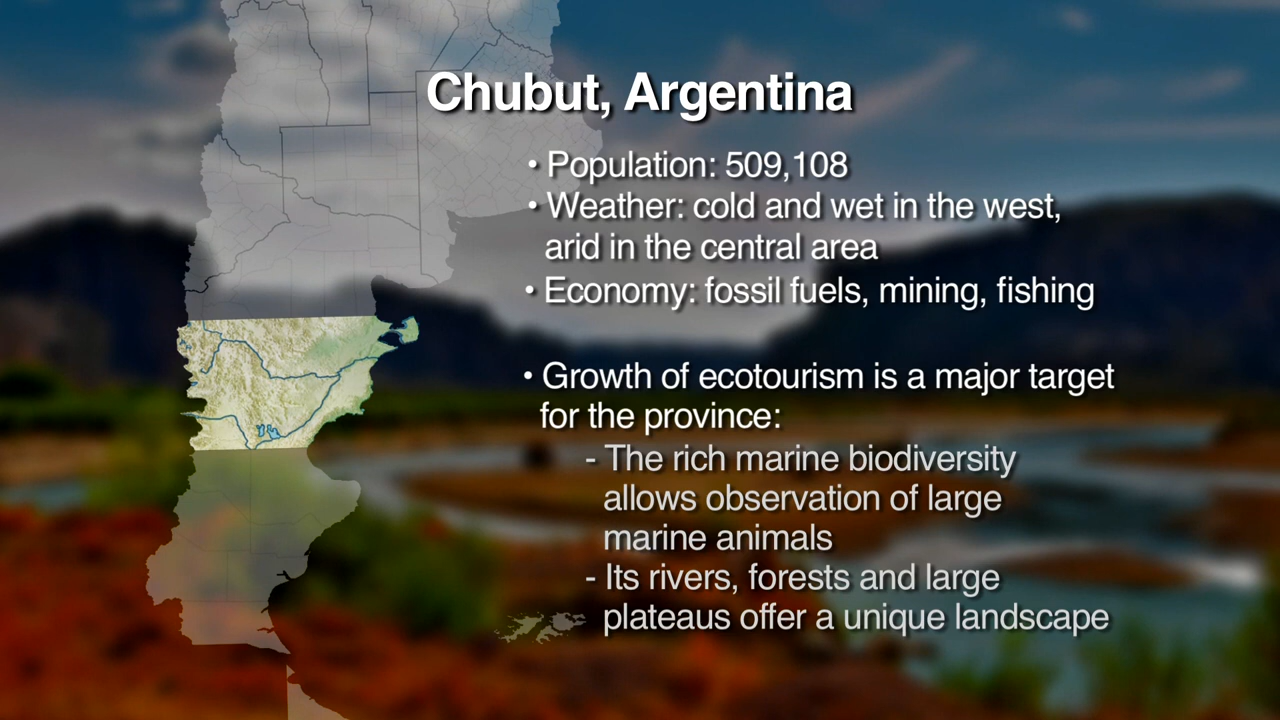 Chubut, Argentina
• Population: 509,108
• Weather: cold and wet in the west,
arid in the central area
• Economy: fossil fuels, mining, fishing
• Growth of ecotourism is a major target
for the province:
- The rich marine biodiversity
allows observation of large
marine animals
- Its rivers, forests and large
plateaus offer a unique landscape